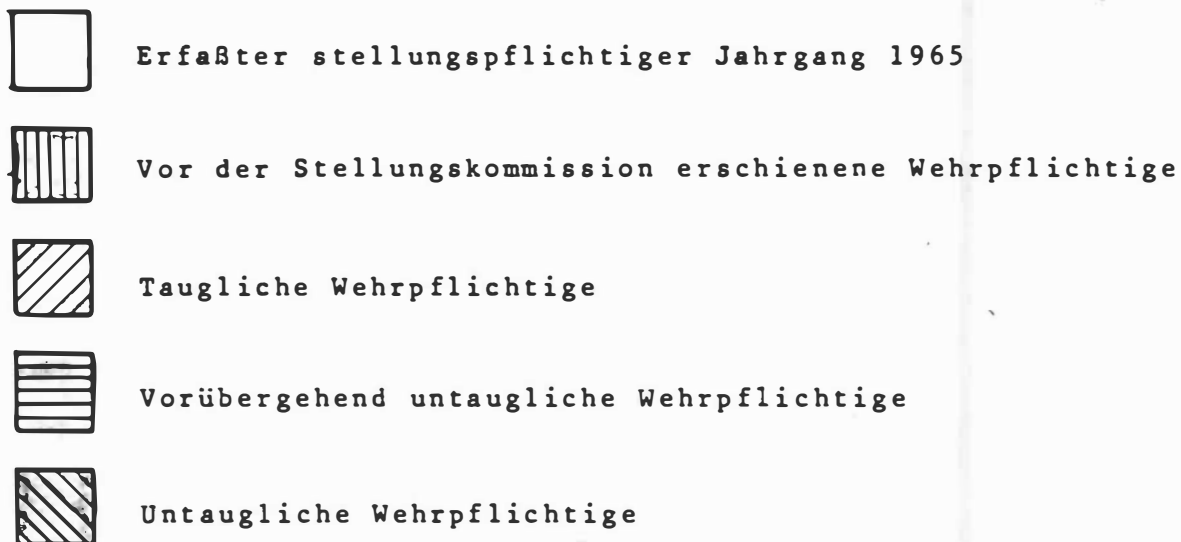 Erfaßter stellungspflichtiger Jahrgang 1965
Vor der Stellungskommission erschienene Wehrpflichtige
Taugliche Wehrpflichtige
Vorübergehend untaugliche Wehrpflichtige
Untaugliche Wehrpflichtige